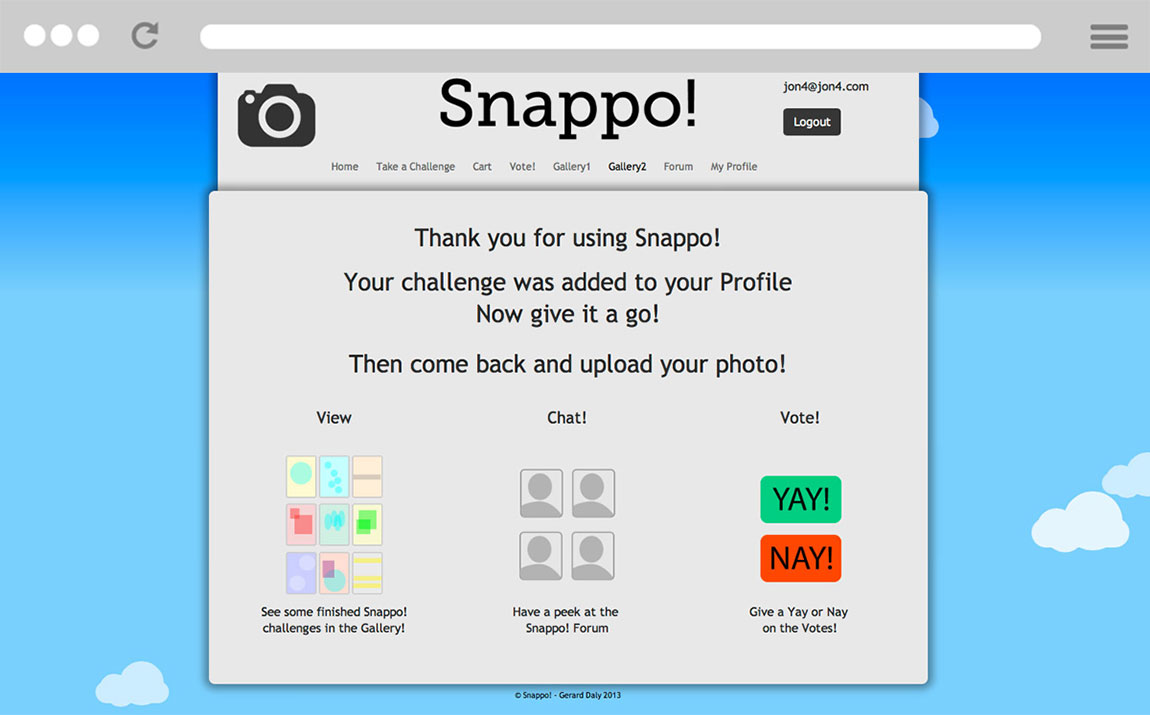 Snappo!
jon4@jon4.com
Logout
Home Take a Challenge Cart Vote! Gallery1 Gallery2 Forum My Profile
Thank you for using Snappo!
Your challenge was added to your Profile
Now give it a go!
Then come back and upload your photo!
View
See some finished Snappo!
challenges in the Gallery!
Chat!
Have a peek at the
Snappo! Forum
Vote!
YAY!
NAY!
Give a Yay or Nay
on the Votes!
© Snappo! - Gerard Daly 2013